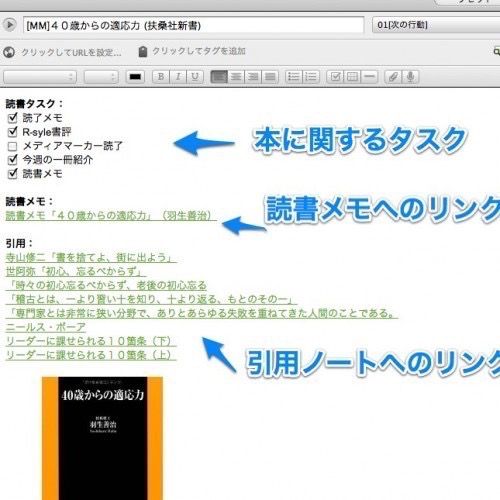 [MM]４０歳からの適応力 (扶桑社新書)
01[次の行動]
クリックしてURLを設定...
クリックしてタグを追加
B I U
読書タスク：
読了メモ
R-syle書評
メディアマーカー読了
今週の一冊紹介
読書メモ
本に関するタスク
読書メモ：
読書メモ「４０歳からの適応力」（羽生善治）
読書メモへのリンク
引用：
寺山修二「書を捨てよ、街に出よう」
世阿弥「初心、忘るべからず」
「時々の初心忘るべからず、老後の初心忘る
「稽古とは、一より習い十を知り、十より返る、もとのその一」
「専門家とは非常に狭い分野で、ありとあらゆる失敗を重ねてきた人間のことである。
ニールス・ボーア
リーダーに課せられる１０箇条（下）
リーダーに課せられる１０箇条（上）
引用ノートへのリンク
40歳からの適応力
羽生善治